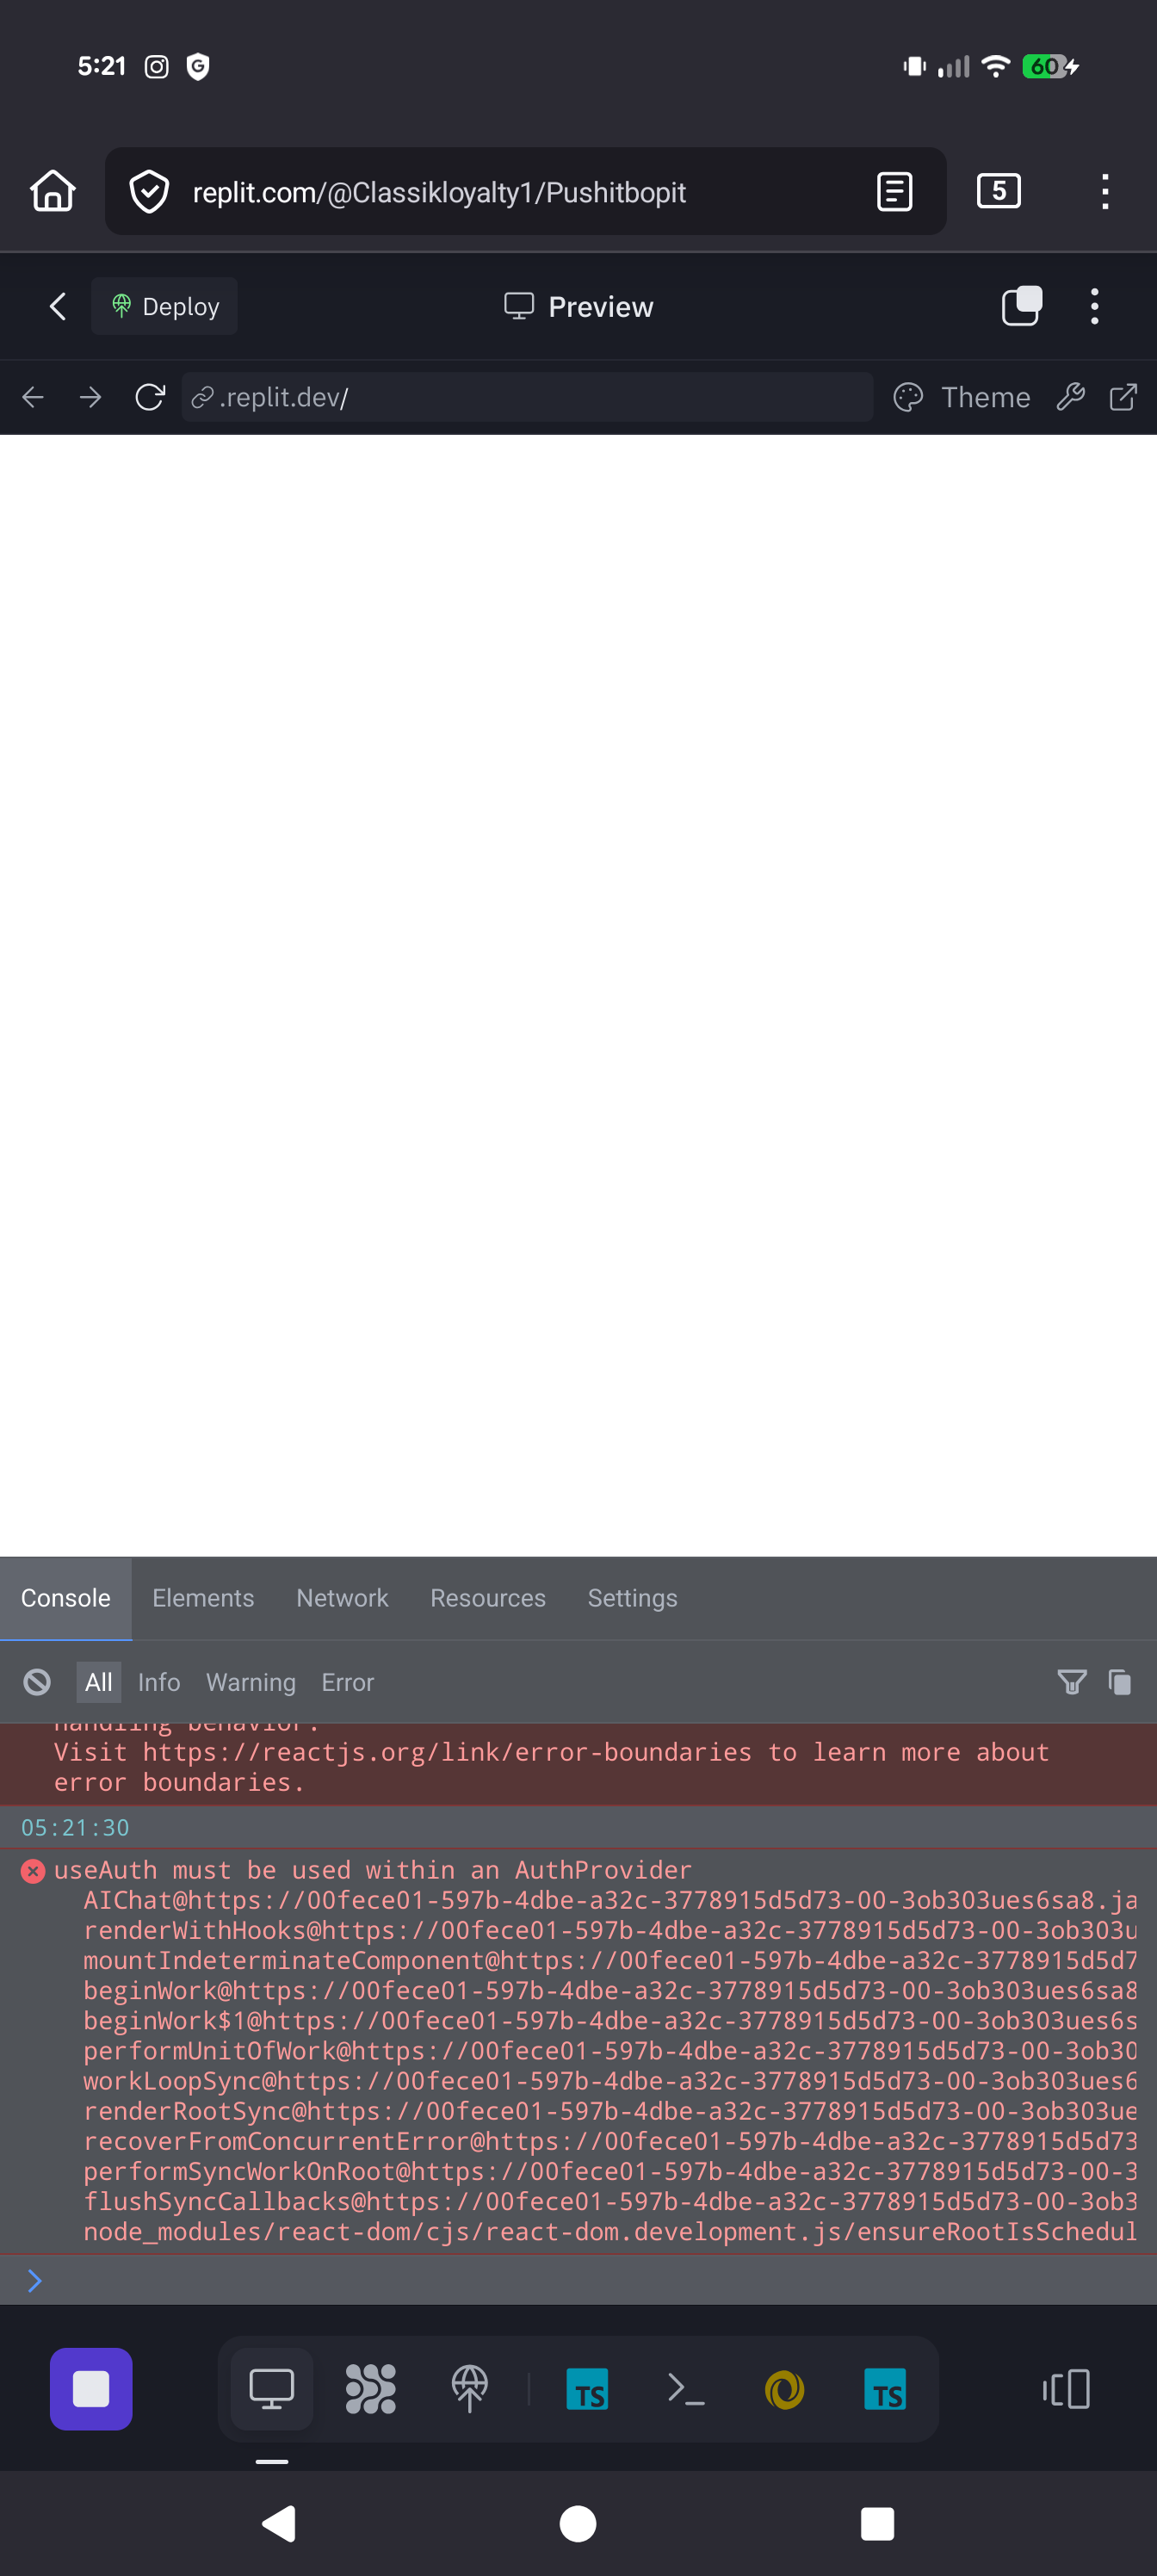 5:21
60
replit.com/@Classikloyalty1/Pushitbopit
5
Deploy
Preview
.replit.dev/
Theme
Console Elements Network Resources Settings
All Info Warning Error
handling behavior.
Visit https://reactjs.org/link/error-boundaries to learn more about
error boundaries.
05:21:30
useAuth must be used within an AuthProvider
AIChat@https://00fece01-597b-4dbe-a32c-3778915d5d73-00-3ob303ues6sa8.ja
renderWithHooks@https://00fece01-597b-4dbe-a32c-3778915d5d73-00-3ob303u
mountIndeterminateComponent@https://00fece01-597b-4dbe-a32c-3778915d5d7
beginWork@https://00fece01-597b-4dbe-a32c-3778915d5d73-00-3ob303ues6sa8
beginWork$1@https://00fece01-597b-4dbe-a32c-3778915d5d73-00-3ob303ues6s
performUnitOfWork@https://00fece01-597b-4dbe-a32c-3778915d5d73-00-3ob30
workLoopSync@https://00fece01-597b-4dbe-a32c-3778915d5d73-00-3ob303ues6
renderRootSync@https://00fece01-597b-4dbe-a32c-3778915d5d73-00-3ob303ue
recoverFromConcurrentError@https://00fece01-597b-4dbe-a32c-3778915d5d73
performSyncWorkOnRoot@https://00fece01-597b-4dbe-a32c-3778915d5d73-00-3
flushSyncCallbacks@https://00fece01-597b-4dbe-a32c-3778915d5d73-00-3ob3
node_modules/react-dom/cjs/react-dom.development.js/ensureRootIsSchedul
TS
TS